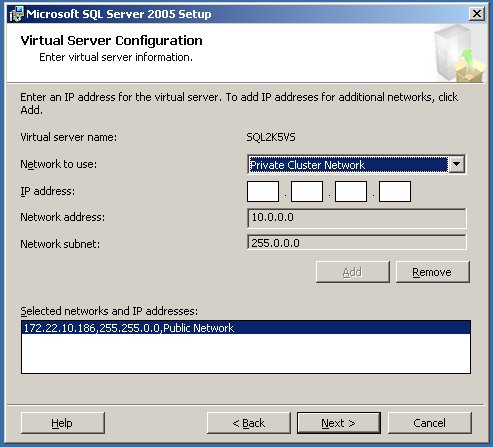 Microsoft SQL Server 2005 Setup
Virtual Server Configuration
Enter virtual server information.
Enter an IP address for the virtual server. To add IP addreses for additional networks, click
Add.
Virtual server name: SQL2K5VS
Network to use: Private Cluster Network
IP address: . . .
Network address: 10.0.0.0
Network subnet: 255.0.0.0
Add Remove
Selected networks and IP addresses:
172.22.10.186,255.255.0.0,Public Network
Help < Back Next > Cancel